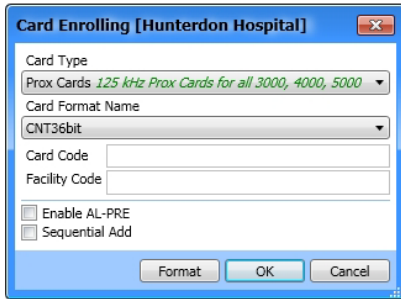 Card Enrolling [Hunterdon Hospital]
Card Type
Prox Cards 125 kHz Prox Cards for all 3000, 4000, 5000
Card Format Name
CNT36bit
Card Code
Facility Code
Enable AL-PRE
Sequential Add
Format OK Cancel